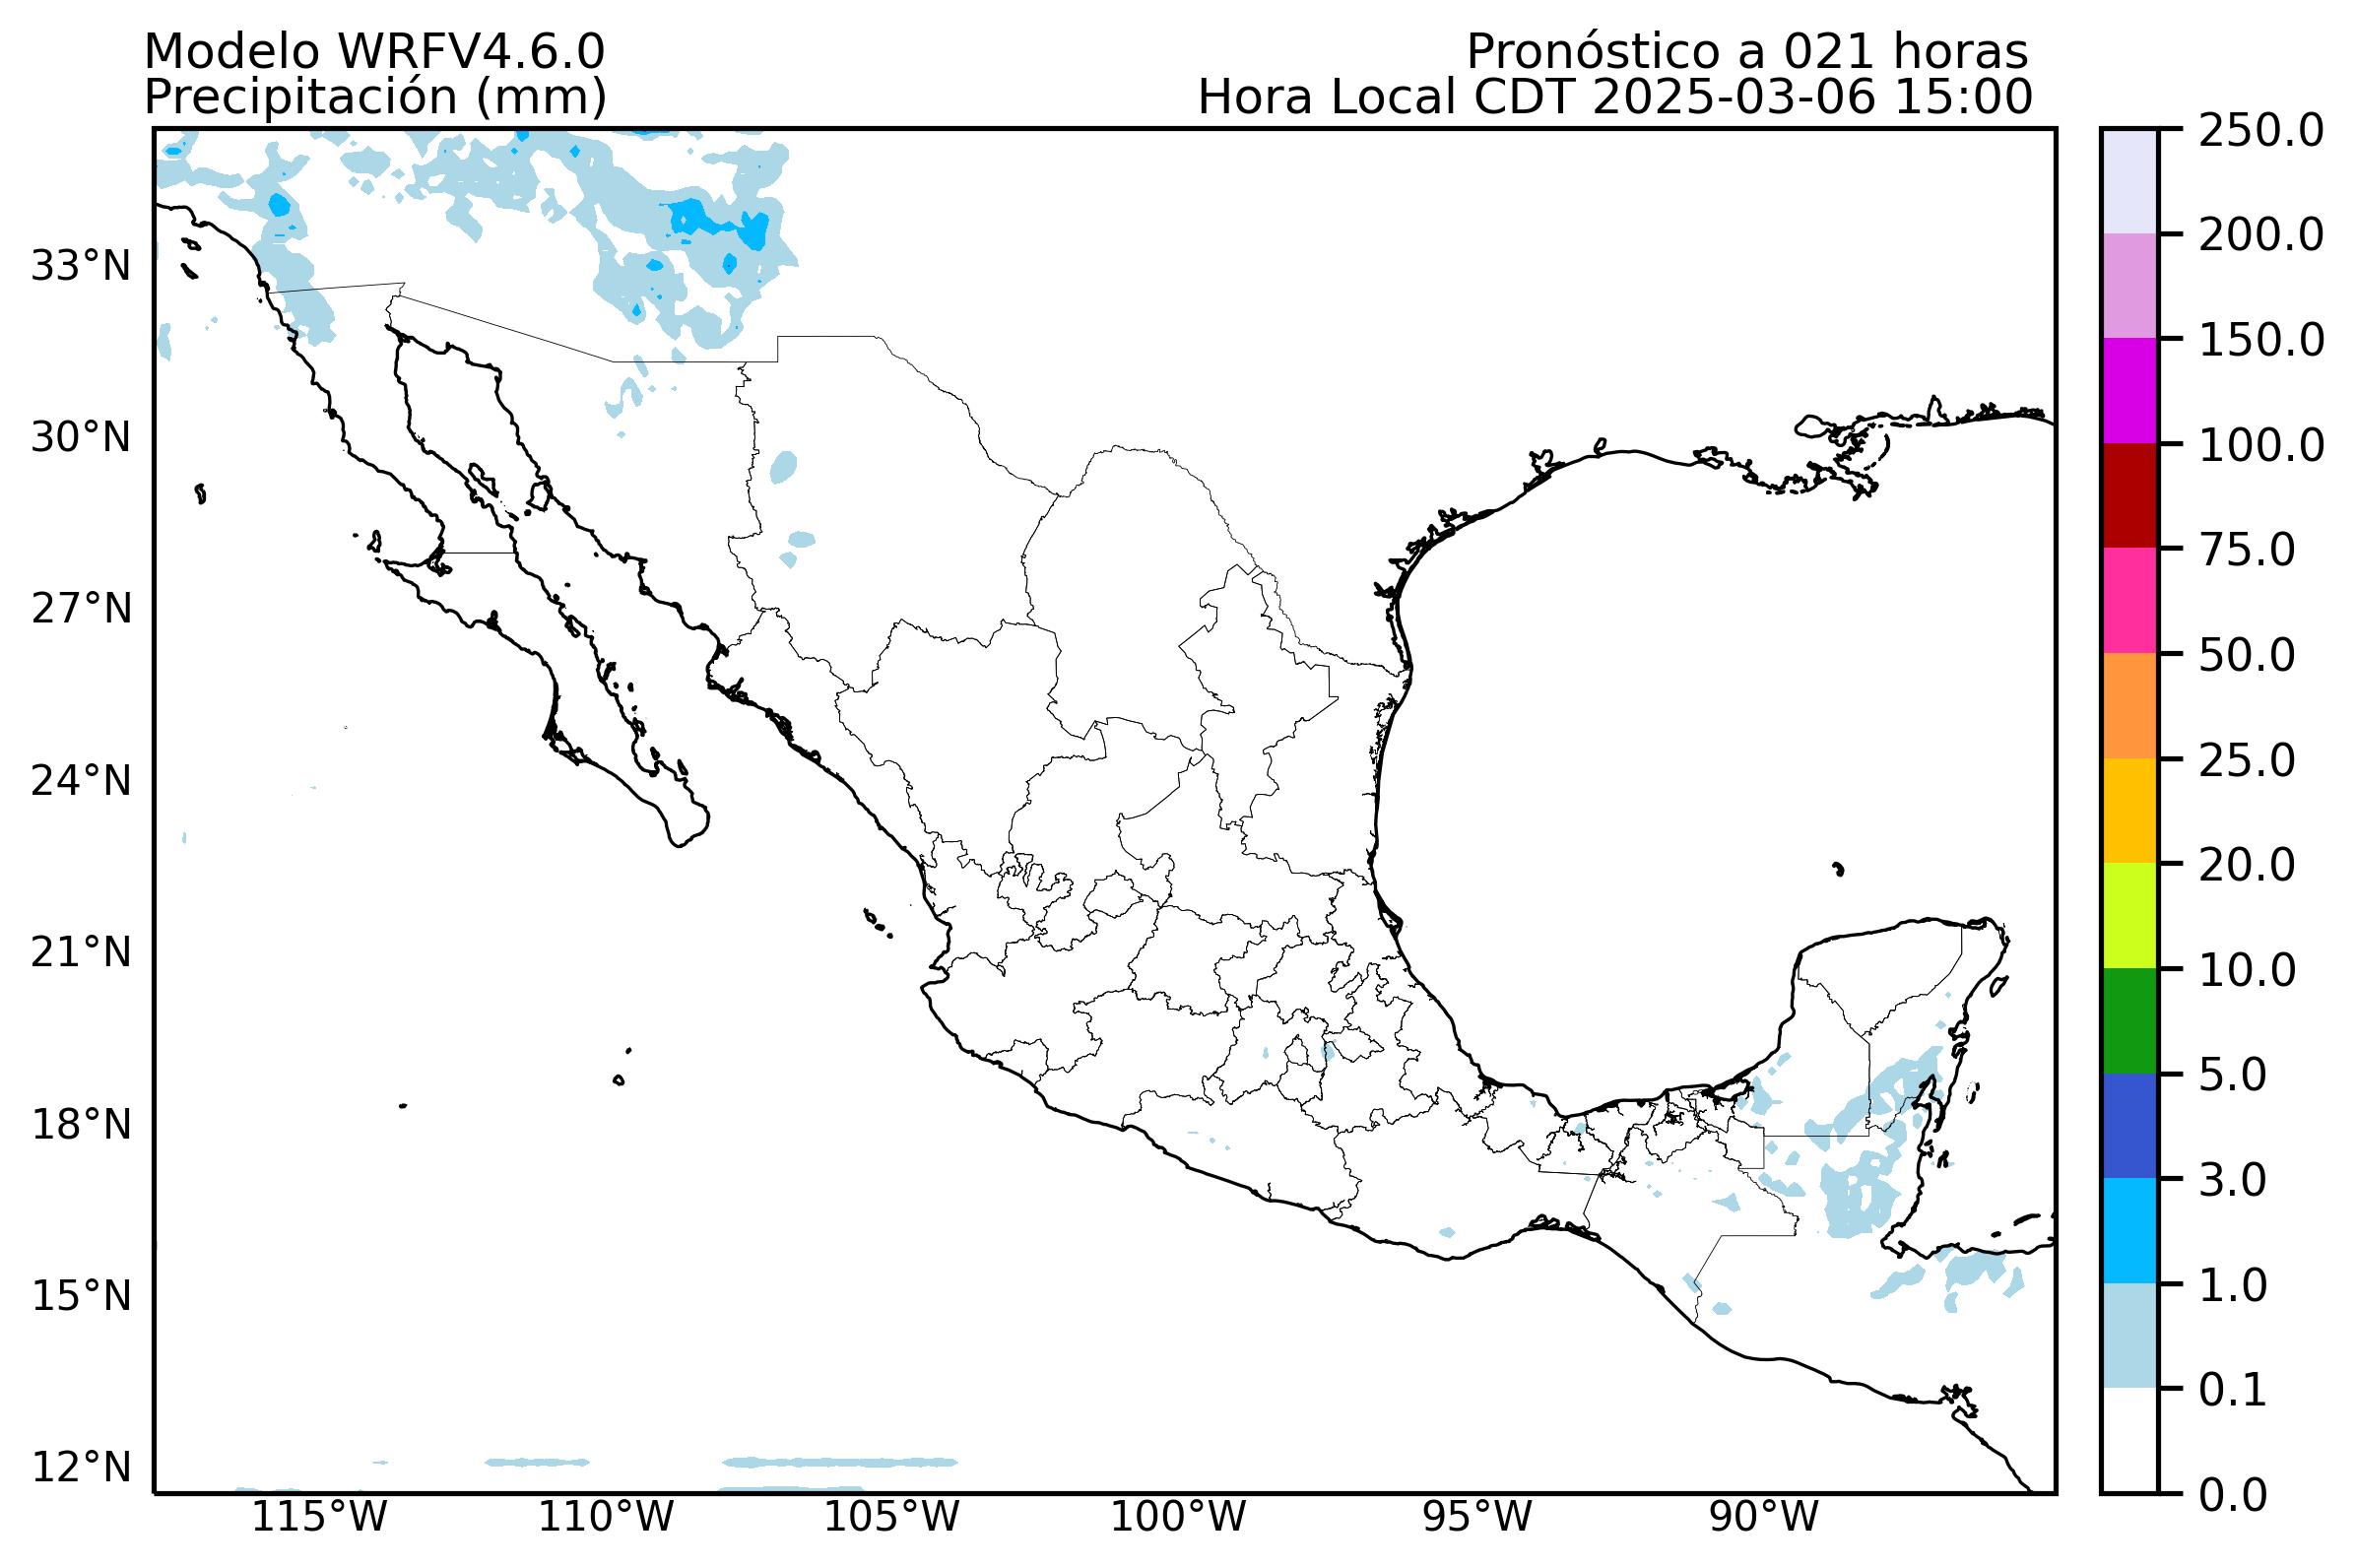 Modelo WRFV4.6.0
Precipitación (mm)
Pronóstico a 021 horas
Hora Local CDT 2025-03-06 15:00
33°N
30°N
27°N
24°N
21°N
18°N
15°N
12°N
115°W
110°W
105°W
100°W
95°W
90°W
250.0
200.0
150.0
100.0
75.0
50.0
25.0
20.0
10.0
5.0
3.0
1.0
0.1
0.0